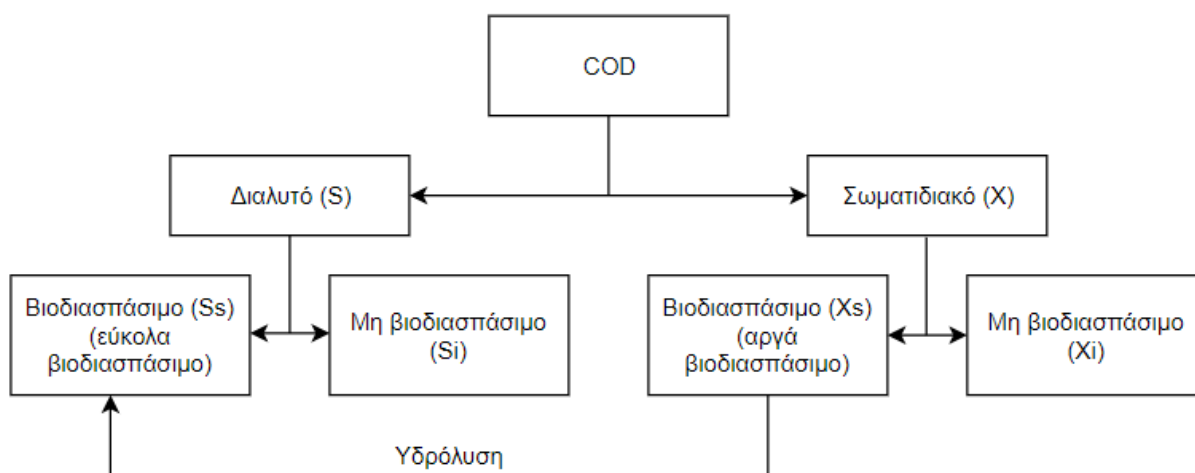 COD
Διαλυτό (S)
Σωματιδιακό (X)
Βιοδιασπάσιμο (Ss)
(εύκολα
βιοδιασπάσιμο)
Μη βιοδιασπάσιμο
(Si)
Βιοδιασπάσιμο (Xs)
(αργά
βιοδιασπάσιμο)
Μη βιοδιασπάσιμο
(Xi)
Υδρόλυση